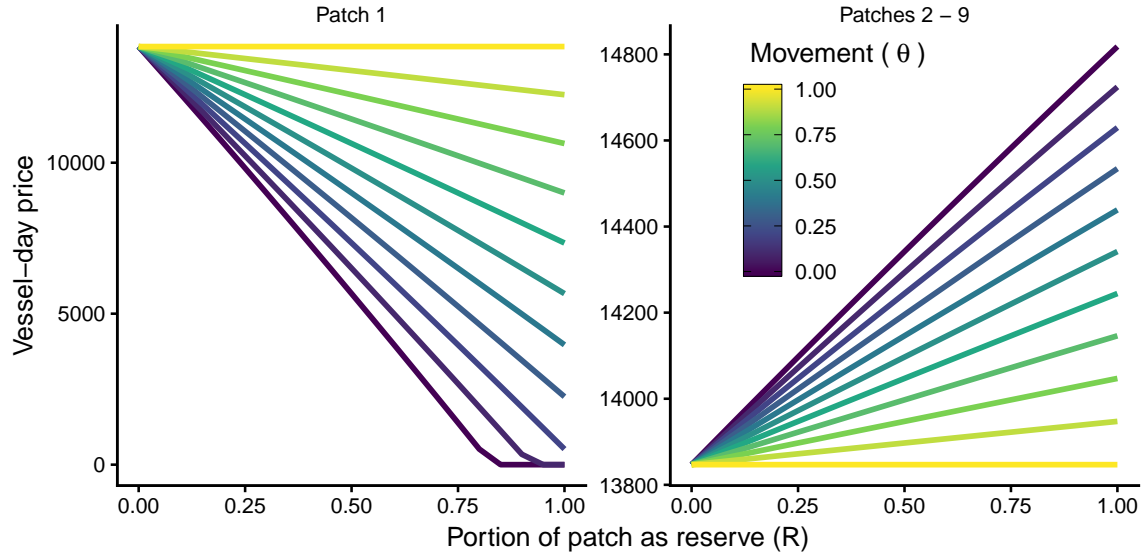 Patch 1
Patches 2 − 9
Vessel−day price
10000
5000
0
0.00 0.25 0.50 0.75 1.00
14800
14600
14400
14200
14000
13800
0.00 0.25 0.50 0.75 1.00
Movement ( θ )
1.00
0.75
0.50
0.25
0.00
Portion of patch as reserve (R)